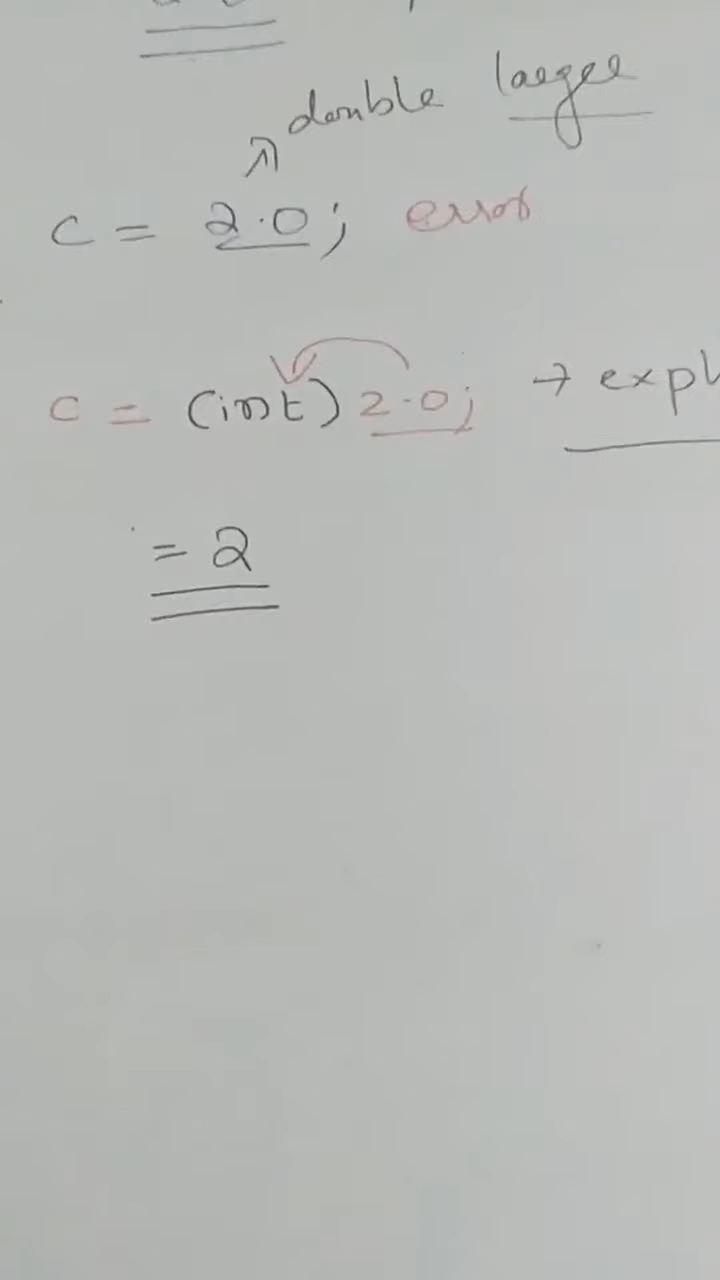 double larger
c = 2.0; error
c = (int) 2.0; → expl
= 2